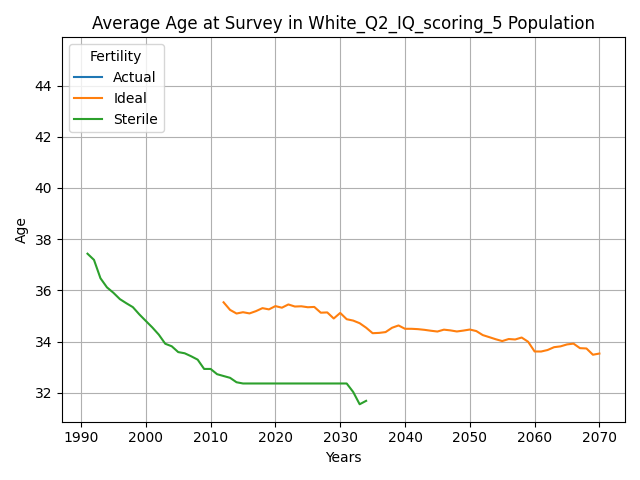 Average Age at Survey in White_Q2_IQ_scoring_5 Population
Fertility
Actual
Ideal
Sterile
Age
44
42
40
38
36
34
32
1990 2000 2010 2020 2030 2040 2050 2060 2070
Years